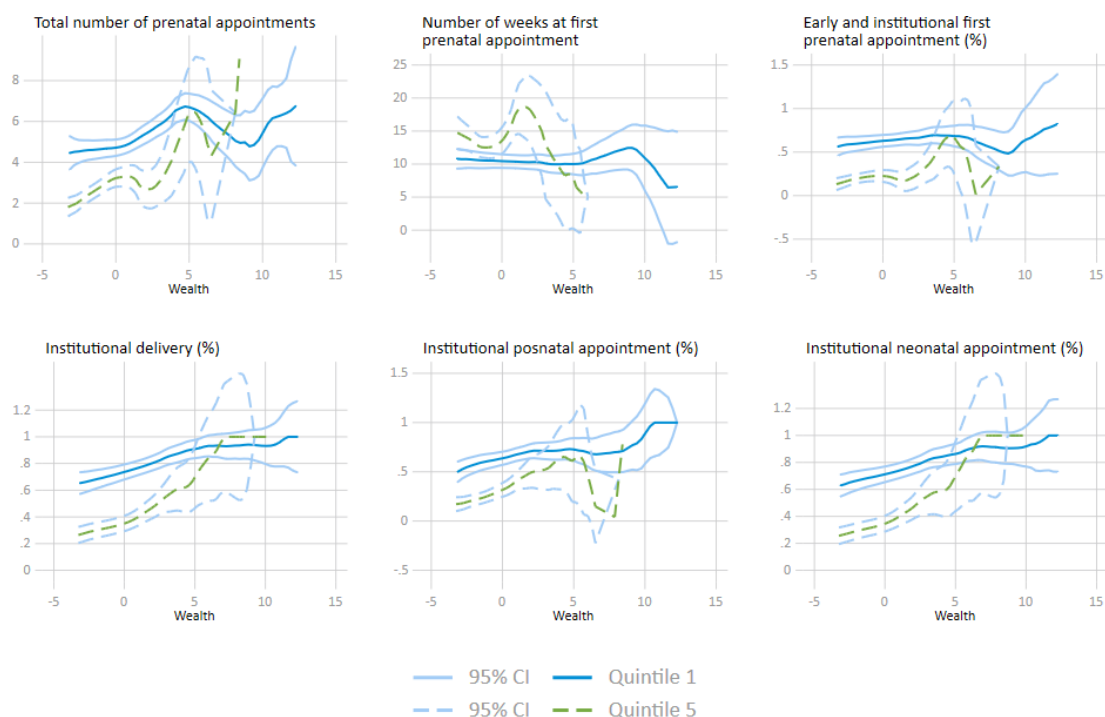 Total number of prenatal appointments
8
6
4
2
0
-5 0 5 10 15
Wealth
Number of weeks at first
prenatal appointment
25
20
15
10
5
0
-5 0 5 10 15
Wealth
Early and institutional first
prenatal appointment (%)
1.5
1
.5
0
-.5
-5 0 5 10 15
Wealth
Institutional delivery (%)
1.2
1
.8
.6
.4
.2
0
-5 0 5 10 15
Wealth
Institutional posnatal appointment (%)
1.5
1
.5
0
-.5
-5 0 5 10 15
Wealth
Institutional neonatal appointment (%)
1.2
1
.8
.6
.4
.2
0
-5 0 5 10 15
Wealth
95% CI Quintile 1
95% CI Quintile 5